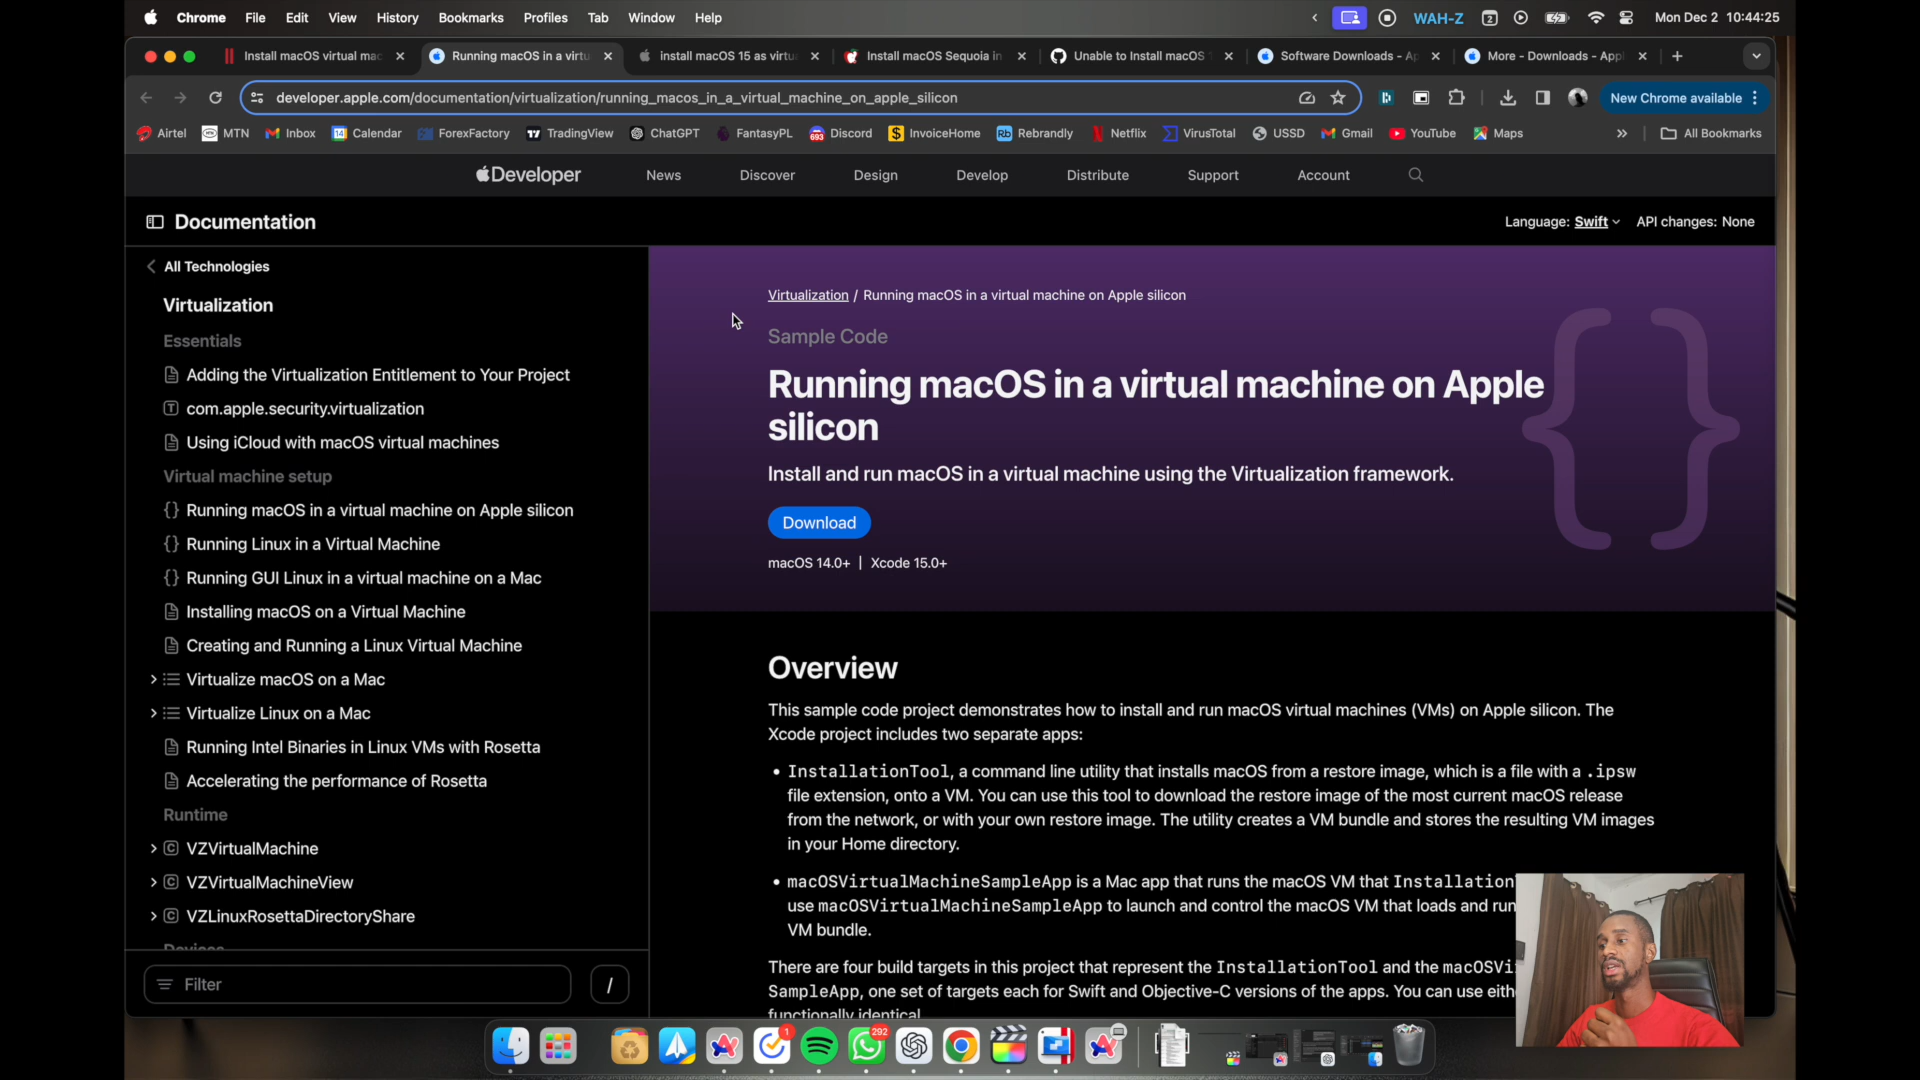 Chrome File Edit View History Bookmarks Profiles Tab Window Help
WAH-Z 2 Mon Dec 2 10:44:25
Install macOS virtual mac
Running macOS in a virtu
install macOS 15 as virtu
Install macOS Sequoia in
Unable to Install macOS
Software Downloads - Ap
More - Downloads - Appl
developer.apple.com/documentation/virtualization/running_macos_in_a_virtual_machine_on_apple_silicon
New Chrome available
Airtel MTN Inbox Calendar ForexFactory TradingView ChatGPT FantasyPL Discord InvoiceHome Rebrandly Netflix VirusTotal USSD Gmail YouTube Maps » All Bookmarks
Developer News Discover Design Develop Distribute Support Account
Documentation
Language: Swift API changes: None
All Technologies
Virtualization
Essentials
Adding the Virtualization Entitlement to Your Project
com.apple.security.virtualization
Using iCloud with macOS virtual machines
Virtual machine setup
{} Running macOS in a virtual machine on Apple silicon
{} Running Linux in a Virtual Machine
{} Running GUI Linux in a virtual machine on a Mac
Installing macOS on a Virtual Machine
Creating and Running a Linux Virtual Machine
Virtualize macOS on a Mac
Virtualize Linux on a Mac
Running Intel Binaries in Linux VMs with Rosetta
Accelerating the performance of Rosetta
Runtime
VZVirtualMachine
VZVirtualMachineView
VZLinuxRosettaDirectoryShare
Devices
Filter /
Virtualization / Running macOS in a virtual machine on Apple silicon
Sample Code
Running macOS in a virtual machine on Apple
silicon
Install and run macOS in a virtual machine using the Virtualization framework.
Download
macOS 14.0+ | Xcode 15.0+
Overview
This sample code project demonstrates how to install and run macOS virtual machines (VMs) on Apple silicon. The
Xcode project includes two separate apps:
• InstallationTool, a command line utility that installs macOS from a restore image, which is a file with a .ipsw
file extension, onto a VM. You can use this tool to download the restore image of the most current macOS release
from the network, or with your own restore image. The utility creates a VM bundle and stores the resulting VM images
in your Home directory.
• macOSVirtualMachineSampleApp is a Mac app that runs the macOS VM that Installation
use macOSVirtualMachineSampleApp to launch and control the macOS VM that loads and run
VM bundle.
There are four build targets in this project that represent the InstallationTool and the macOSVi
SampleApp, one set of targets each for Swift and Objective-C versions of the apps. You can use eith
functionally identical
1 292